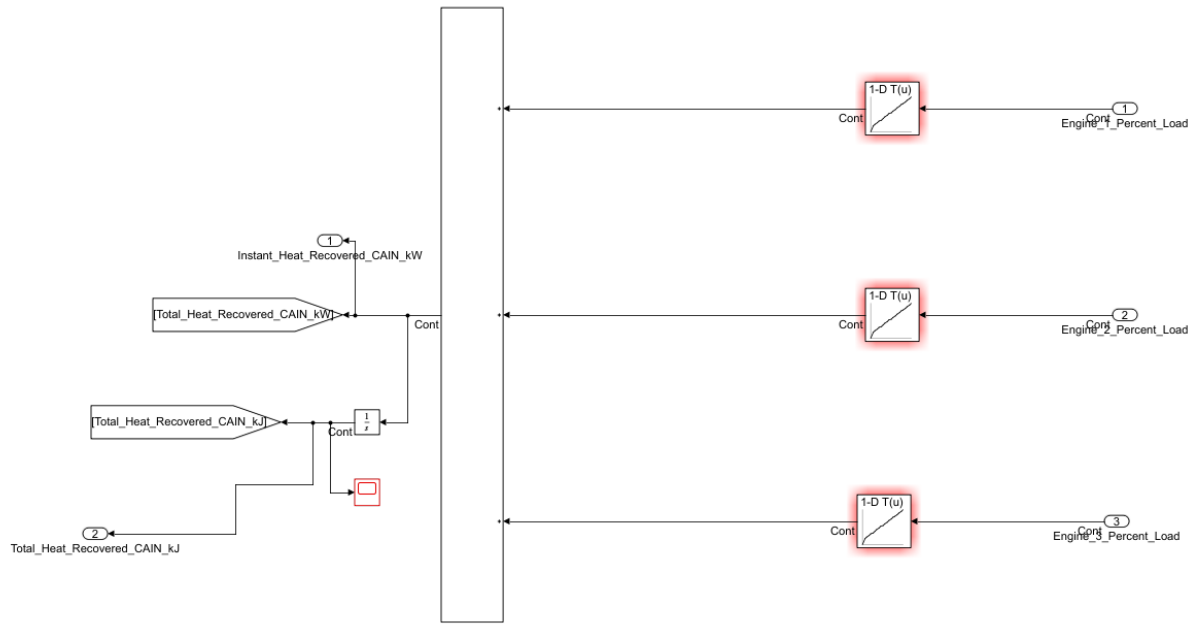 1-D T(u)
Cont
1
Cont
Engine_1_Percent_Load
1
Instant_Heat_Recovered_CAIN_kW
[Total_Heat_Recovered_CAIN_kW]
Cont
1-D T(u)
Cont
2
Cont
Engine_2_Percent_Load
[Total_Heat_Recovered_CAIN_kJ]
Cont
1
s
2
Total_Heat_Recovered_CAIN_kJ
1-D T(u)
Cont
3
Cont
Engine_3_Percent_Load
+
+
+